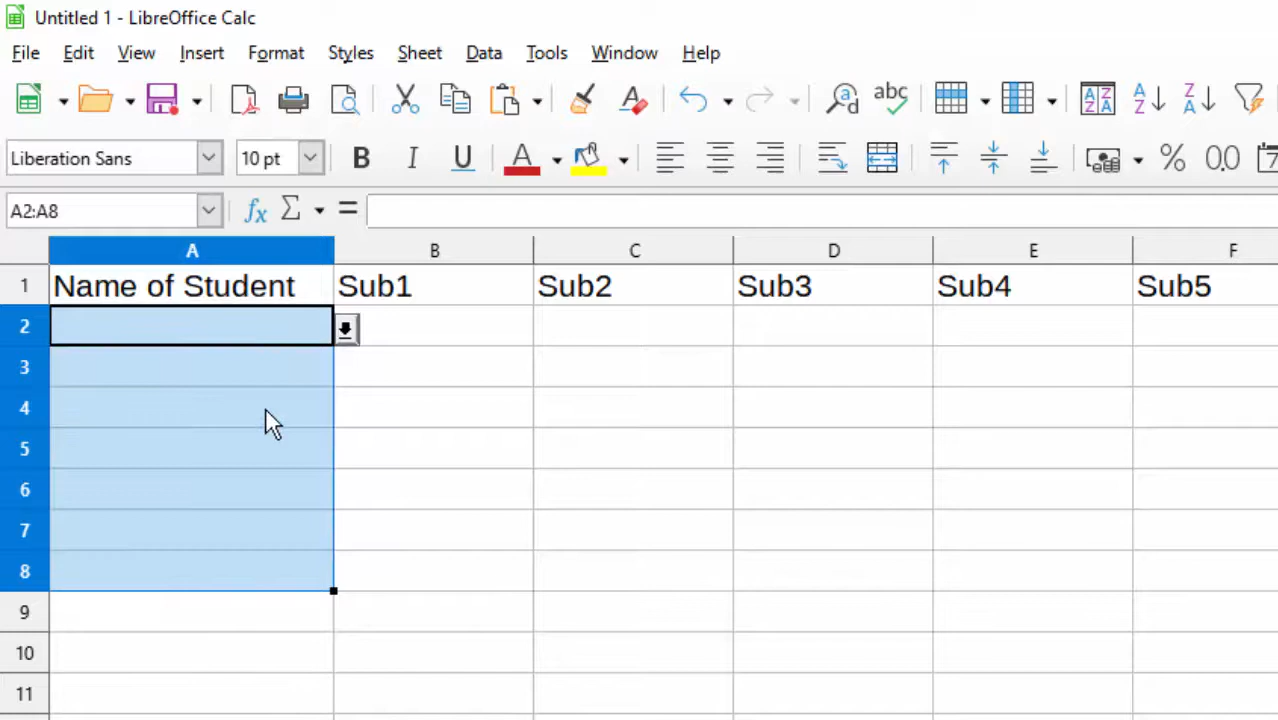 Untitled 1 - LibreOffice Calc
File Edit View Insert Format Styles Sheet Data Tools Window Help
abc A Z Z A A Z Z A
Liberation Sans 10 pt B I U A % 0.0 7
A2:A8 fx Σ =
A B C D E F
1 Name of Student Sub1 Sub2 Sub3 Sub4 Sub5
2
3
4
5
6
7
8
9
10
11